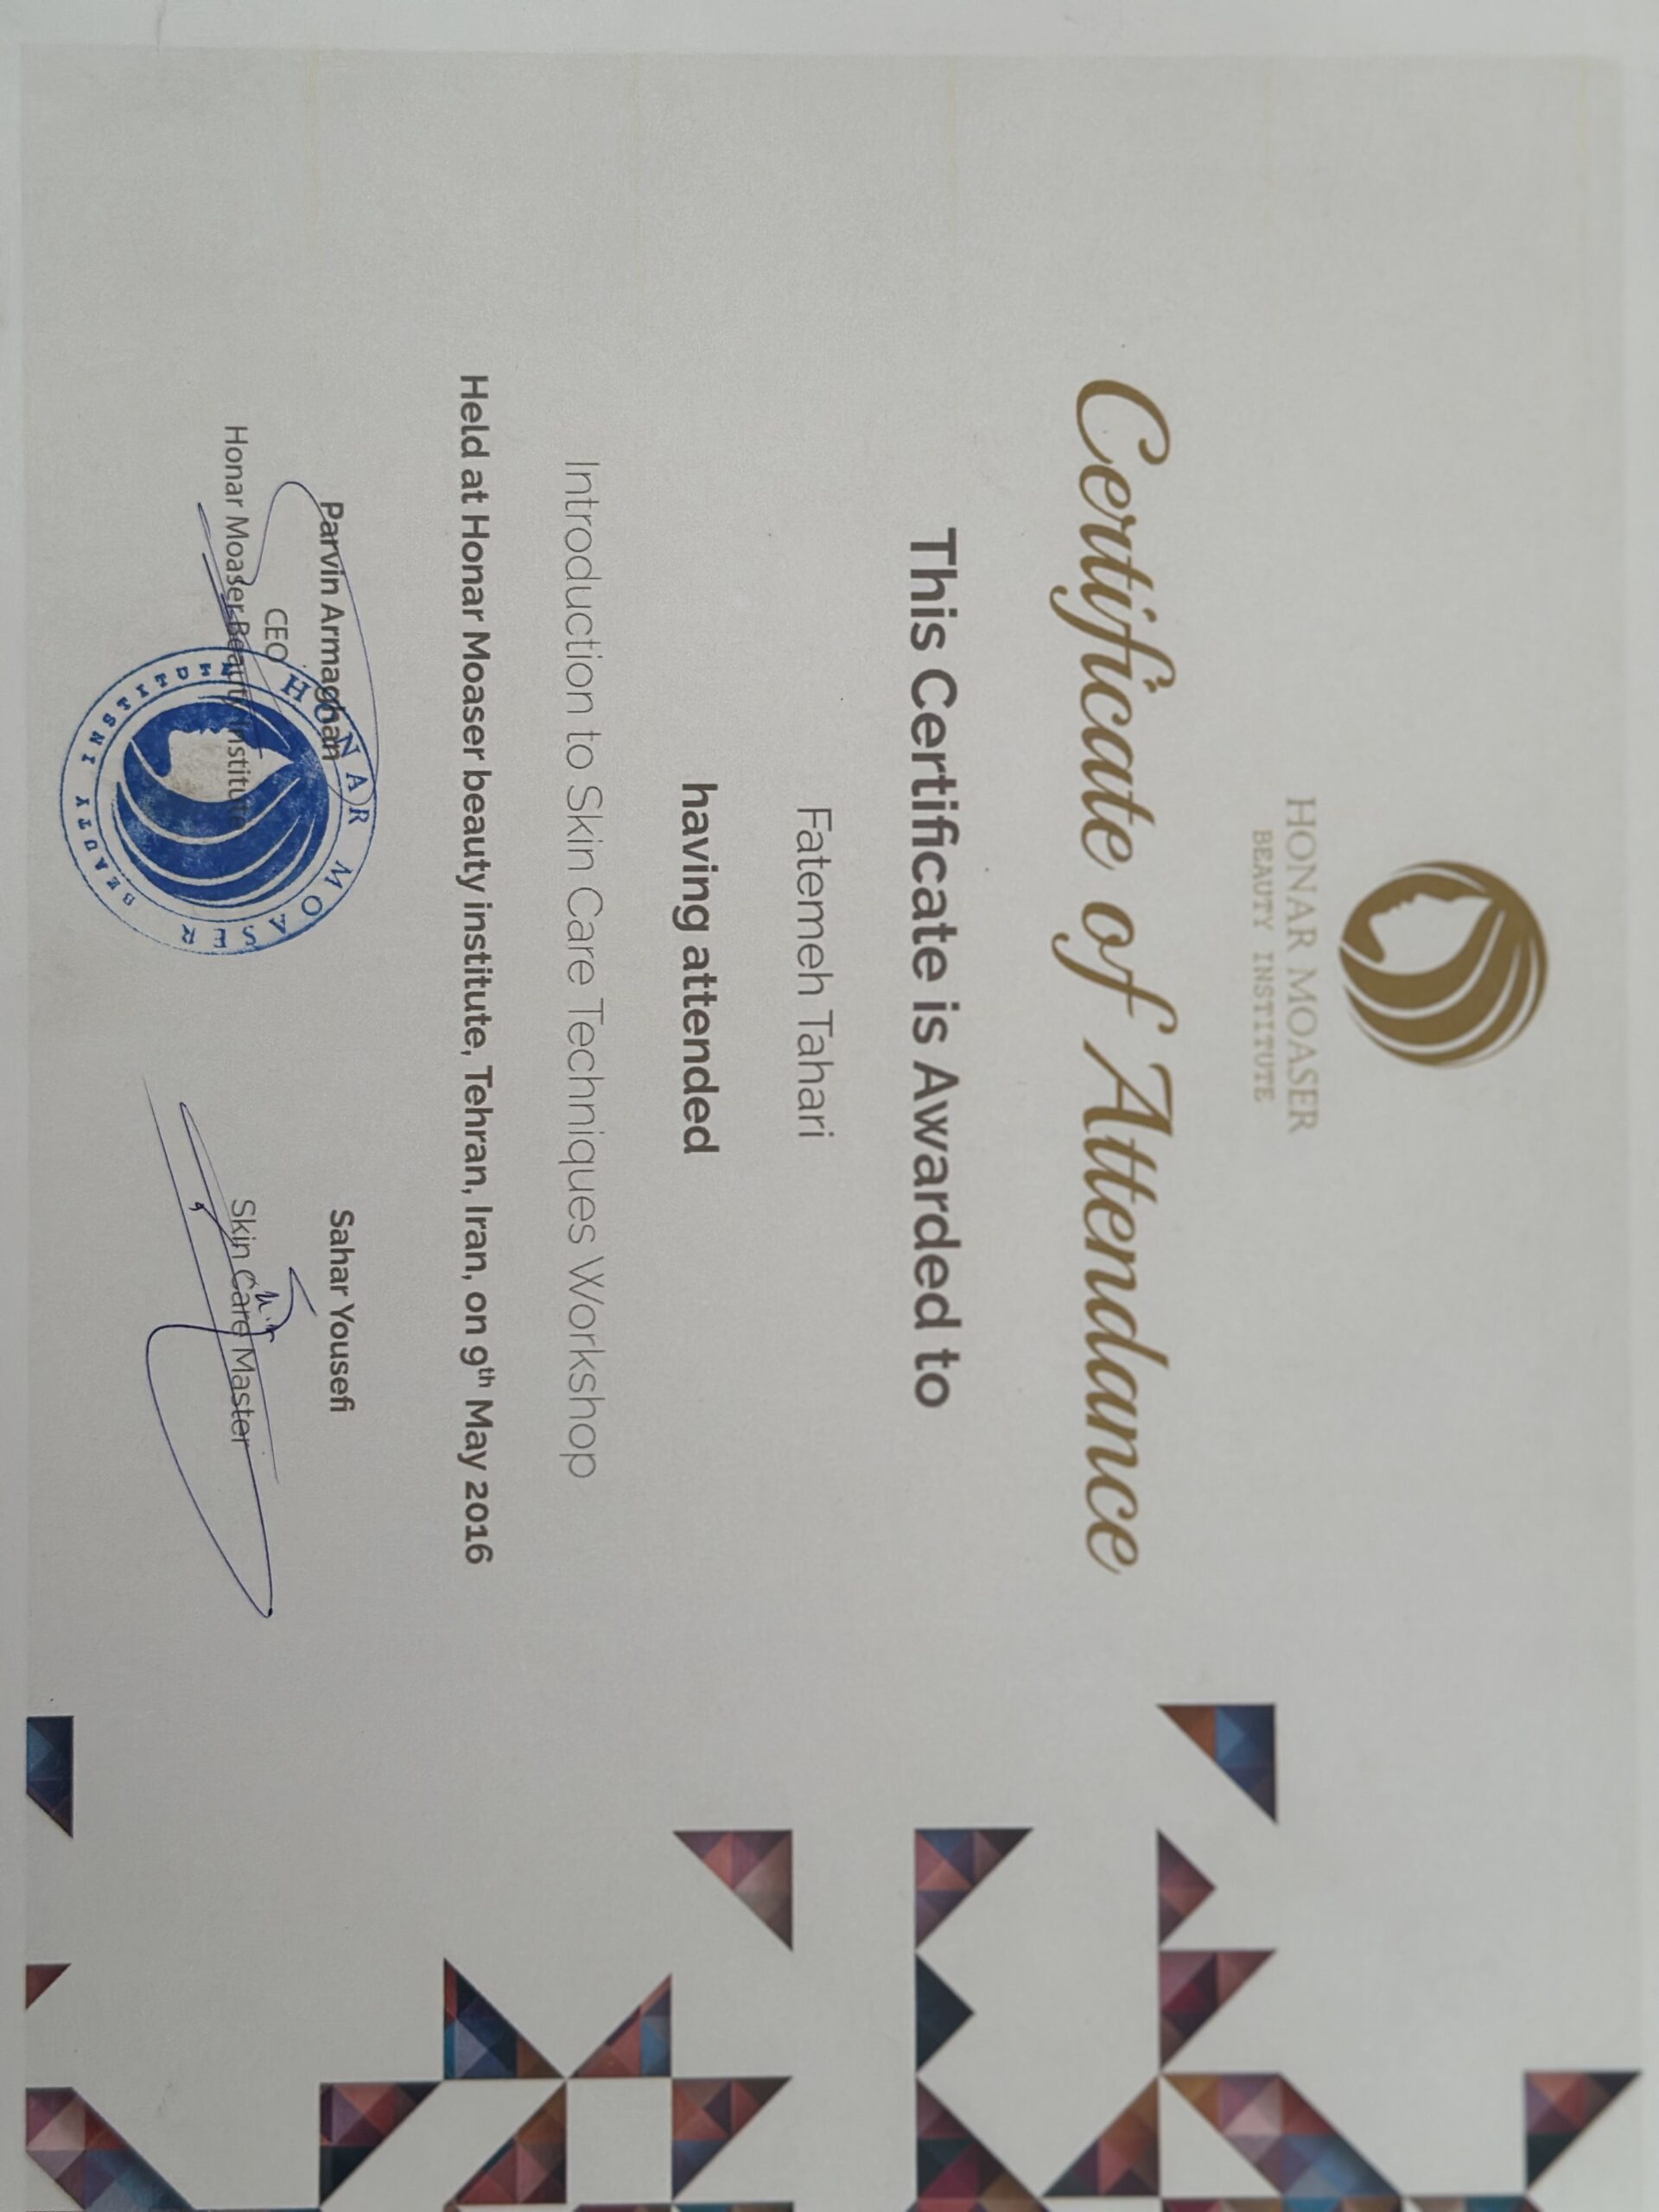 HONAR MOASER
BEAUTY INSTITUTE
Certificate of Attendance
This Certificate is Awarded to
Fatemeh Tahari
having attended
Introduction to Skin Care Techniques Workshop
Held at Honar Moaser beauty institute, Tehran, Iran, on 9th May 2016
Parvin Armaghan
CEO
Honar Moaser Beauty Institute
Sahar Yousefi
Skin Care Master
HONAR MOASER
BEAUTY INSTITUTE